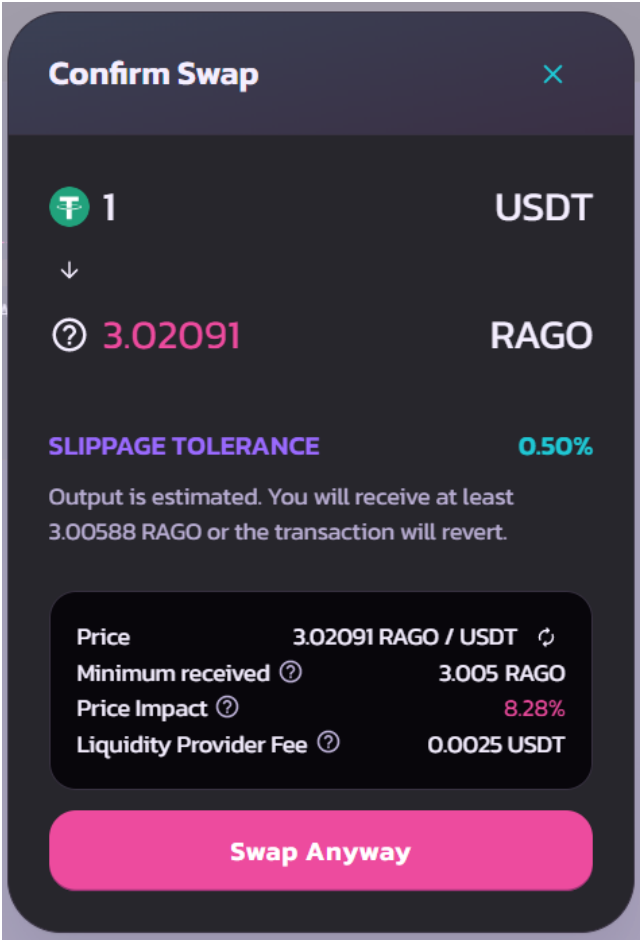 Confirm Swap
1 USDT
3.02091 RAGO
SLIPPAGE TOLERANCE 0.50%
Output is estimated. You will receive at least
3.00588 RAGO or the transaction will revert.
Price 3.02091 RAGO / USDT
Minimum received 3.005 RAGO
Price Impact 8.28%
Liquidity Provider Fee 0.0025 USDT
Swap Anyway